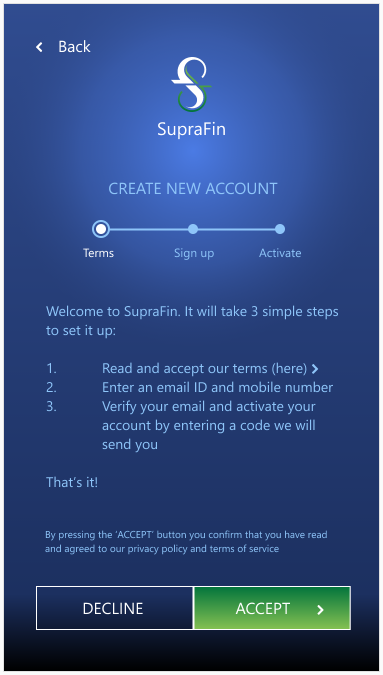 Back
SupraFin
CREATE NEW ACCOUNT
Terms Sign up Activate
Welcome to SupraFin. It will take 3 simple steps
to set it up:
1. Read and accept our terms (here)
2. Enter an email ID and mobile number
3. Verify your email and activate your
account by entering a code we will
send you
That's it!
By pressing the 'ACCEPT' button you confirm that you have read
and agreed to our privacy policy and terms of service
DECLINE ACCEPT